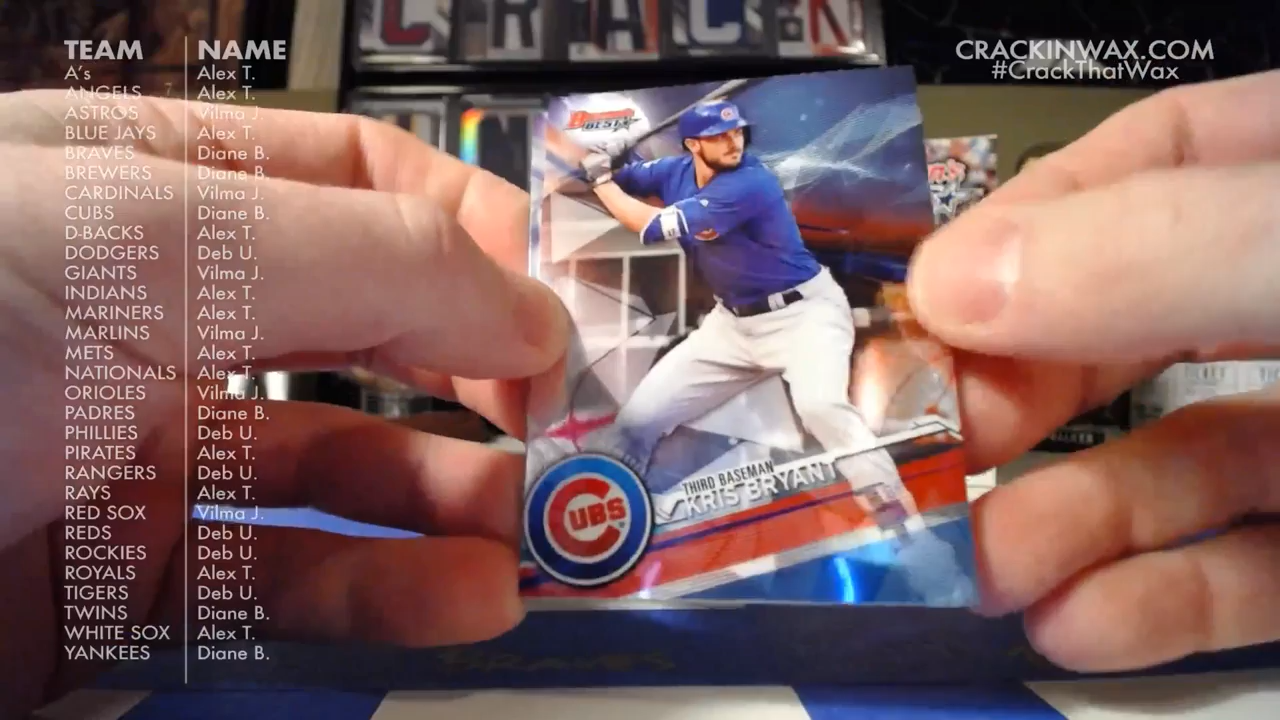 TEAM NAME
A's Alex T.
ANGELS Alex T.
ASTROS Vilma J.
BLUE JAYS Alex T.
BRAVES Diane B.
BREWERS Diane B.
CARDINALS Vilma J.
CUBS Diane B.
D-BACKS Alex T.
DODGERS Deb U.
GIANTS Vilma J.
INDIANS Alex T.
MARINERS Alex T.
MARLINS Vilma J.
METS Alex T.
NATIONALS Alex T.
ORIOLES Vilma J.
PADRES Diane B.
PHILLIES Deb U.
PIRATES Alex T.
RANGERS Deb U.
RAYS Alex T.
RED SOX Vilma J.
REDS Deb U.
ROCKIES Deb U.
ROYALS Alex T.
TIGERS Deb U.
TWINS Diane B.
WHITE SOX Alex T.
YANKEES Diane B.
CRACKINWAX.COM
#CrackThatWax
C R A C K
Bowman's
BEST
THIRD BASEMAN
KRIS BRYANT
CUBS